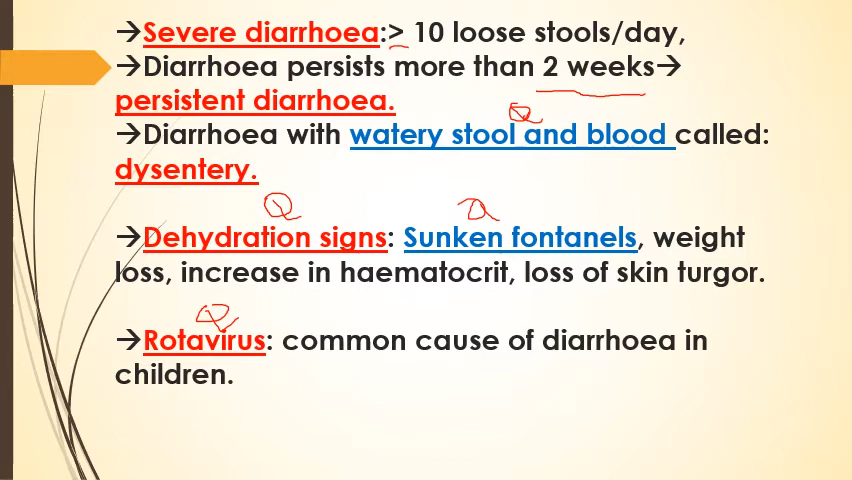 →Severe diarrhoea:> 10 loose stools/day,
→Diarrhoea persists more than 2 weeks→
persistent diarrhoea.
→Diarrhoea with watery stool and blood called:
dysentery.
→Dehydration signs: Sunken fontanels, weight
loss, increase in haematocrit, loss of skin turgor.
→Rotavirus: common cause of diarrhoea in
children.